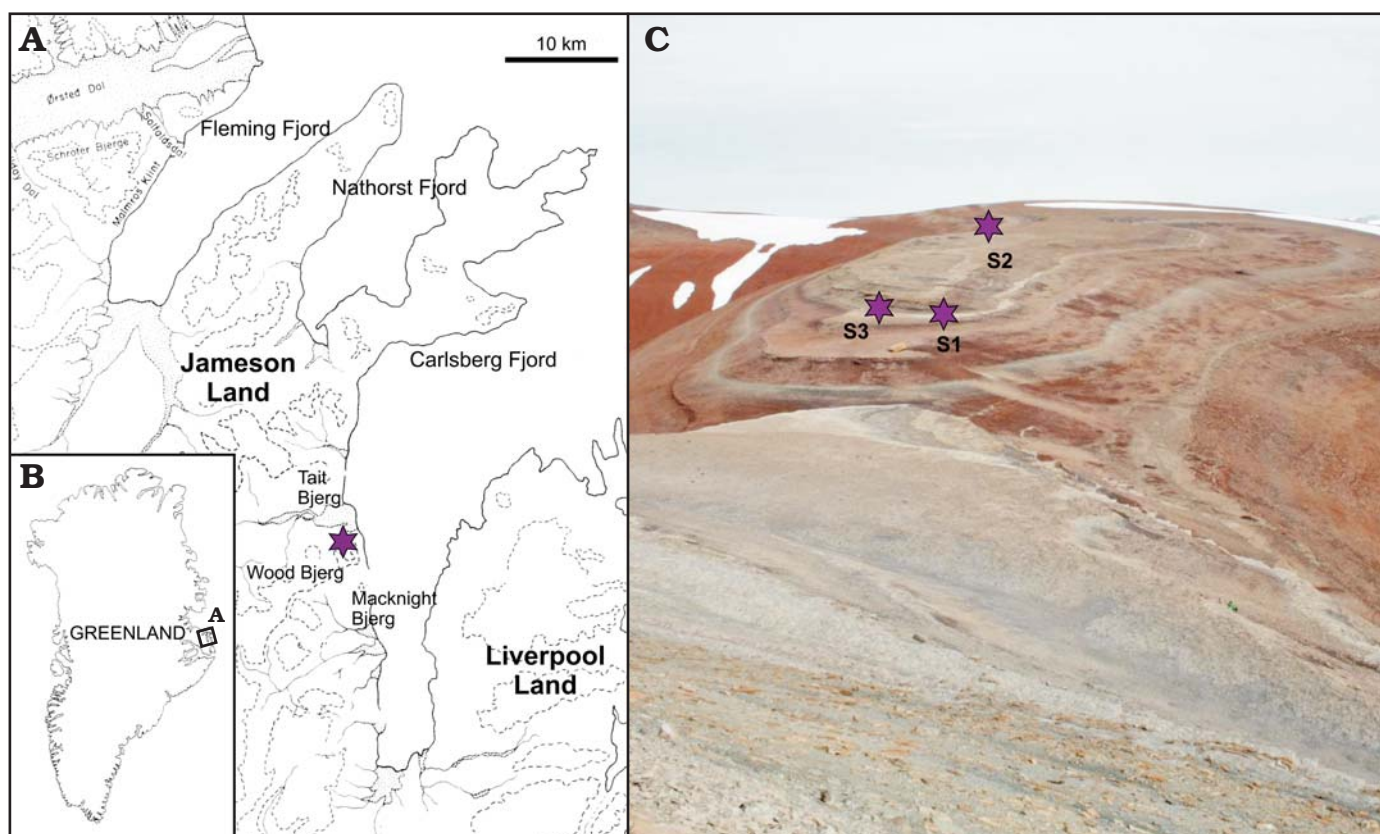 A
10 km
Ørsted Dal
Fleming Fjord
Schrøter Bjerge
Malmros Klint
Nathorst Fjord
Jameson
Land
Carlsberg Fjord
Tait
Bjerg
Wood Bjerg
Macknight
Bjerg
Liverpool
Land
B
GREENLAND
A
C
S2
S3
S1